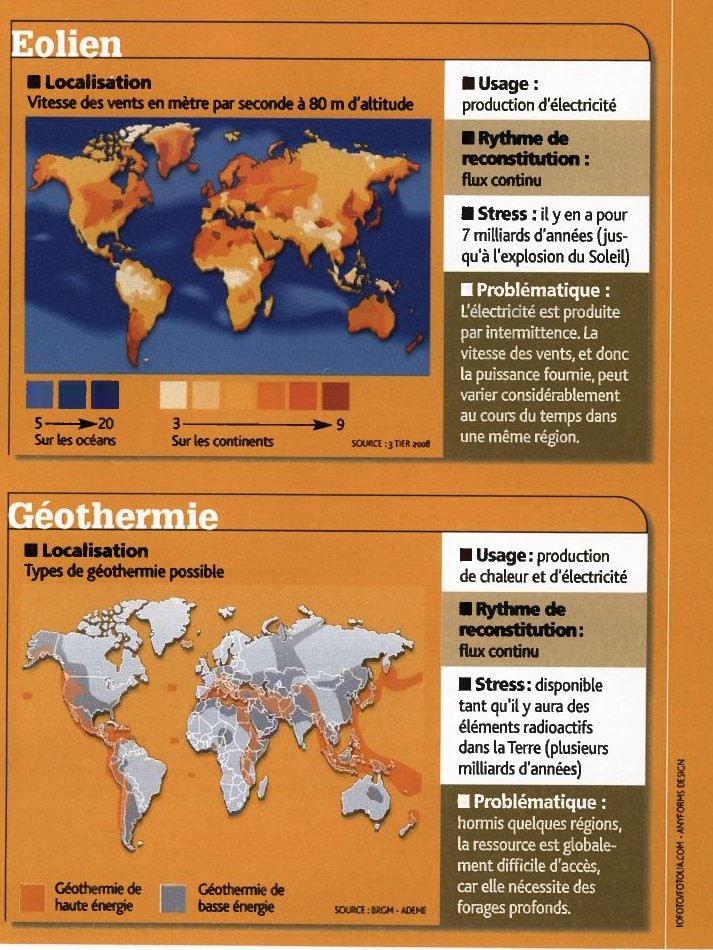 Eolien
■ Localisation
Vitesse des vents en mètre par seconde à 80 m d'altitude
5 20
Sur les océans
3 9
Sur les continents
SOURCE : 3 TIER 2008
■ Usage :
production d'électricité
■ Rythme de
reconstitution :
flux continu
■ Stress : il y en a pour
7 milliards d'années (jus-
qu'à l'explosion du Soleil)
■ Problématique :
L'électricité est produite
par intermittence. La
vitesse des vents, et donc
la puissance fournie, peut
varier considérablement
au cours du temps dans
une même région.
Géothermie
■ Localisation
Types de géothermie possible
Géothermie de
haute énergie
Géothermie de
basse énergie
SOURCE : BRGM - ADEME
■ Usage : production
de chaleur et d'électricité
■ Rythme de
reconstitution :
flux continu
■ Stress : disponible
tant qu'il y aura des
éléments radioactifs
dans la Terre (plusieurs
milliards d'années)
■ Problématique :
hormis quelques régions,
la ressource est globale-
ment difficile d'accès,
car elle nécessite des
forages profonds.
IOFOTO/FOTOLIA.COM - ANYFORMS DESIGN